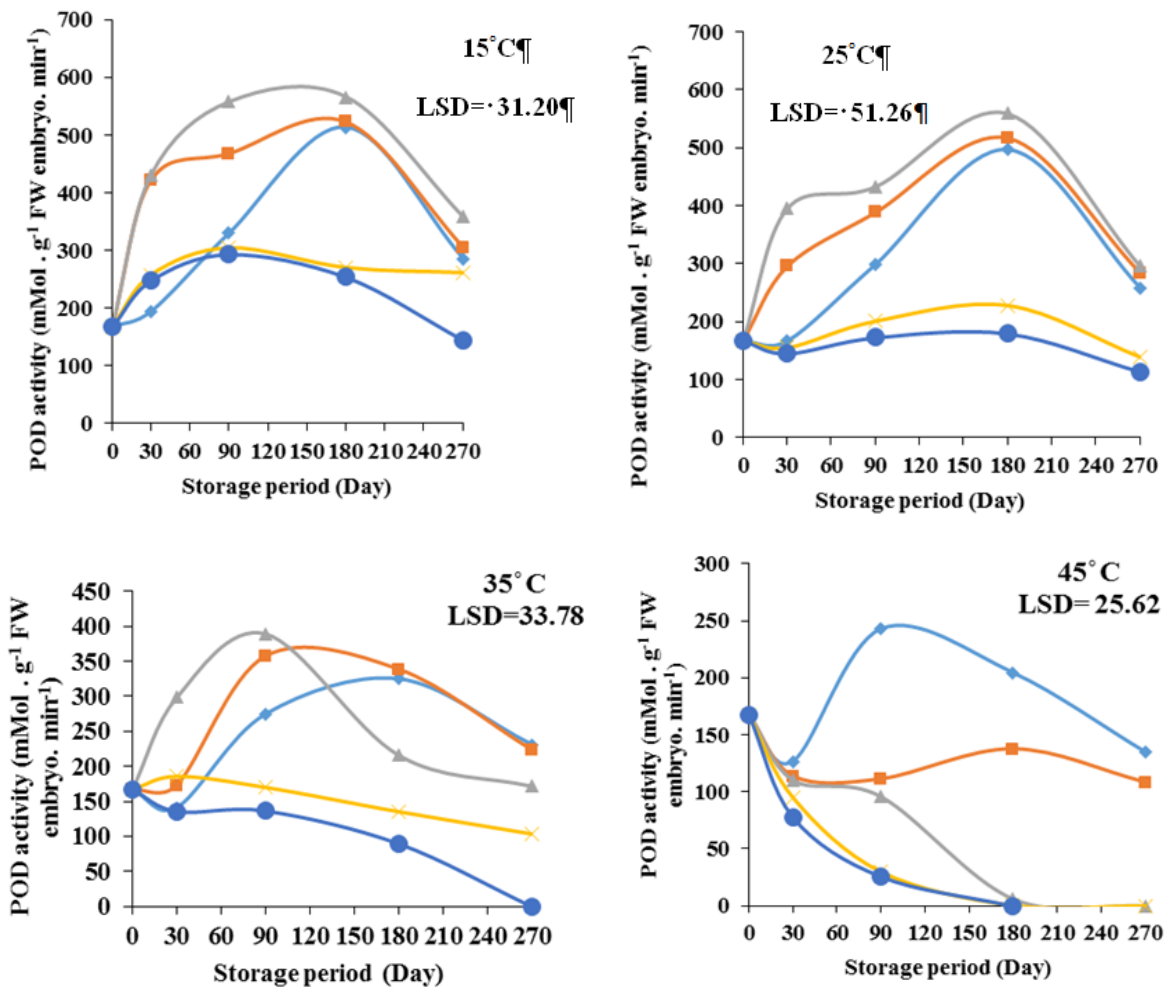 POD activity (mMol . g⁻¹ FW embryo. min⁻¹)
700
600
500
400
300
200
100
0
15°C¶
LSD=·31.20¶
0 30 60 90 120 150 180 210 240 270
Storage period (Day)
POD activity (mMol . g⁻¹ FW embryo. min⁻¹)
700
600
500
400
300
200
100
0
25°C¶
LSD=·51.26¶
0 30 60 90 120 150 180 210 240 270
Storage period (Day)
POD activity (mMol . g⁻¹ FW
embryo. min⁻¹)
450
400
350
300
250
200
150
100
50
0
35°C
LSD=33.78
0 30 60 90 120 150 180 210 240 270
Storage period (Day)
POD activity (mMol . g⁻¹ FW
embryo. min⁻¹)
300
250
200
150
100
50
0
45°C
LSD= 25.62
0 30 60 90 120 150 180 210 240 270
Storage period (Day)